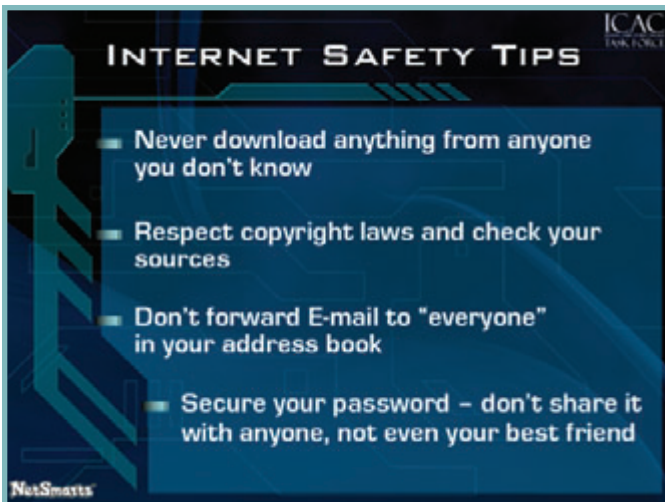 ICAC
TASK FORCE
INTERNET SAFETY TIPS
Never download anything from anyone
you don't know
Respect copyright laws and check your
sources
Don't forward E-mail to “everyone”
in your address book
Secure your password – don't share it
with anyone, not even your best friend
NetSmartz